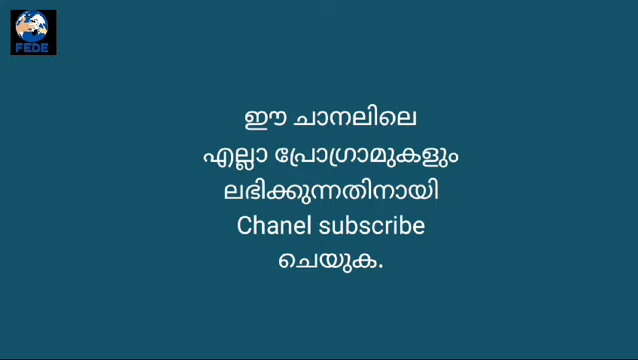 FEDE
ഈ ചാനലിലെ
എല്ലാ പ്രോഗ്രാമുകളും
ലഭിക്കുന്നതിനായി
Chanel subscribe
ചെയുക.